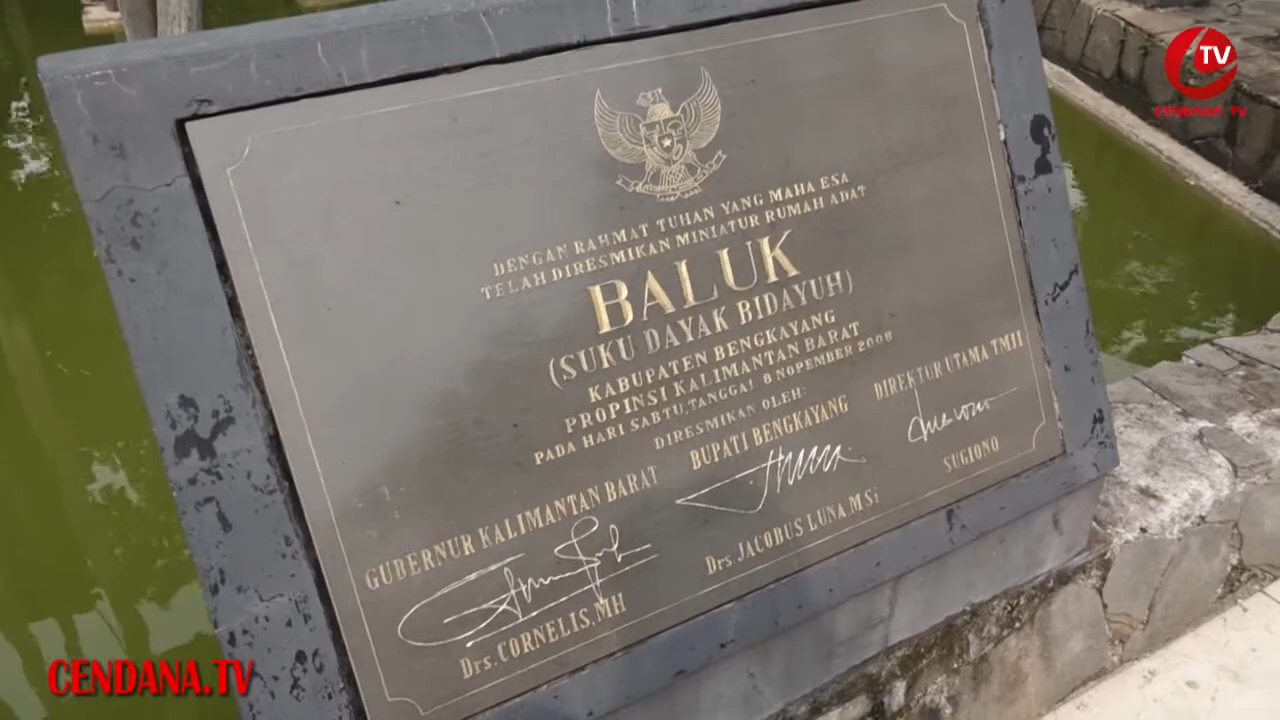 TV
CENDANA TV
DENGAN RAHMAT TUHAN YANG MAHA ESA
TELAH DIRESMIKAN MINIATUR RUMAH ADAT
BALUK
(SUKU DAYAK BIDAYUH)
KABUPATEN BENGKAYANG
PROPINSI KALIMANTAN BARAT
PADA HARI SABTU, TANGGAL 8 NOPEMBER 2008
DIRESMIKAN OLEH:
GUBERNUR KALIMANTAN BARAT
BUPATI BENGKAYANG
DIREKTUR UTAMA TMII
Drs. CORNELIS, MH
Drs JACOBUS LUNA, M Si
SUGIONO
CENDANA.TV